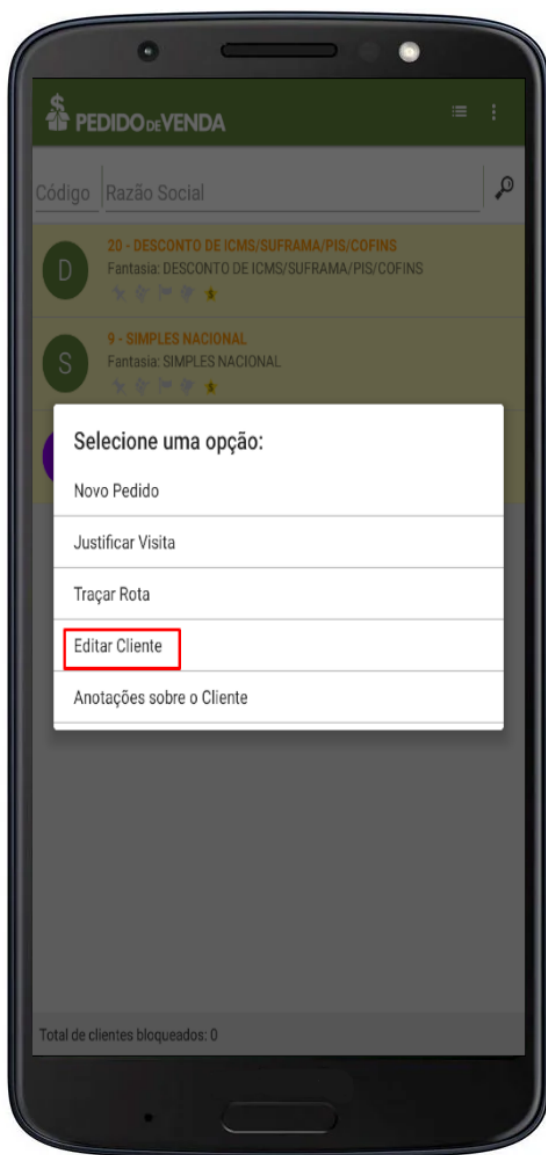 PEDIDO DE VENDA
Código Razão Social
D
20 - DESCONTO DE ICMS/SUFRAMA/PIS/COFINS
Fantasia: DESCONTO DE ICMS/SUFRAMA/PIS/COFINS
S
9 - SIMPLES NACIONAL
Fantasia: SIMPLES NACIONAL
Selecione uma opção:
Novo Pedido
Justificar Visita
Traçar Rota
Editar Cliente
Anotações sobre o Cliente
Total de clientes bloqueados: 0